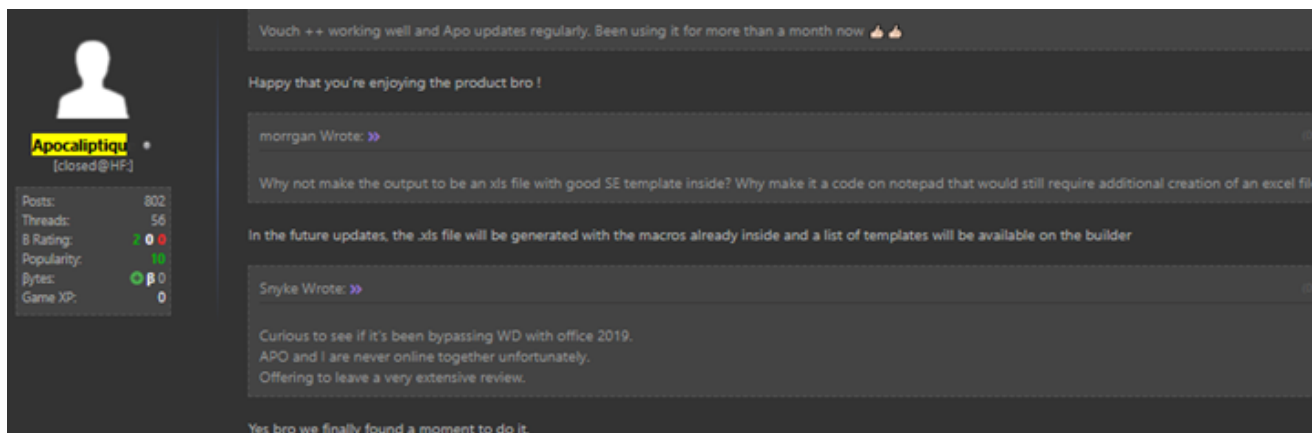 Vouch ++ working well and Apo updates regularly. Been using it for more than a month now 👍👍
Happy that you're enjoying the product bro !
Apocaliptiqu
[closed@HF:]
Posts: 802
Threads: 56
B Rating: 2 0 0
Popularity: 10
Bytes: β 0
Game XP: 0
morrgan Wrote: »
Why not make the output to be an xls file with good SE template inside? Why make it a code on notepad that would still require additional creation of an excel
In the future updates, the .xls file will be generated with the macros already inside and a list of templates will be available on the builder
Snyke Wrote: »
Curious to see if it's been bypassing WD with office 2019.
APO and I are never online together unfortunately.
Offering to leave a very extensive review.
Yes bro we finally found a moment to do it.